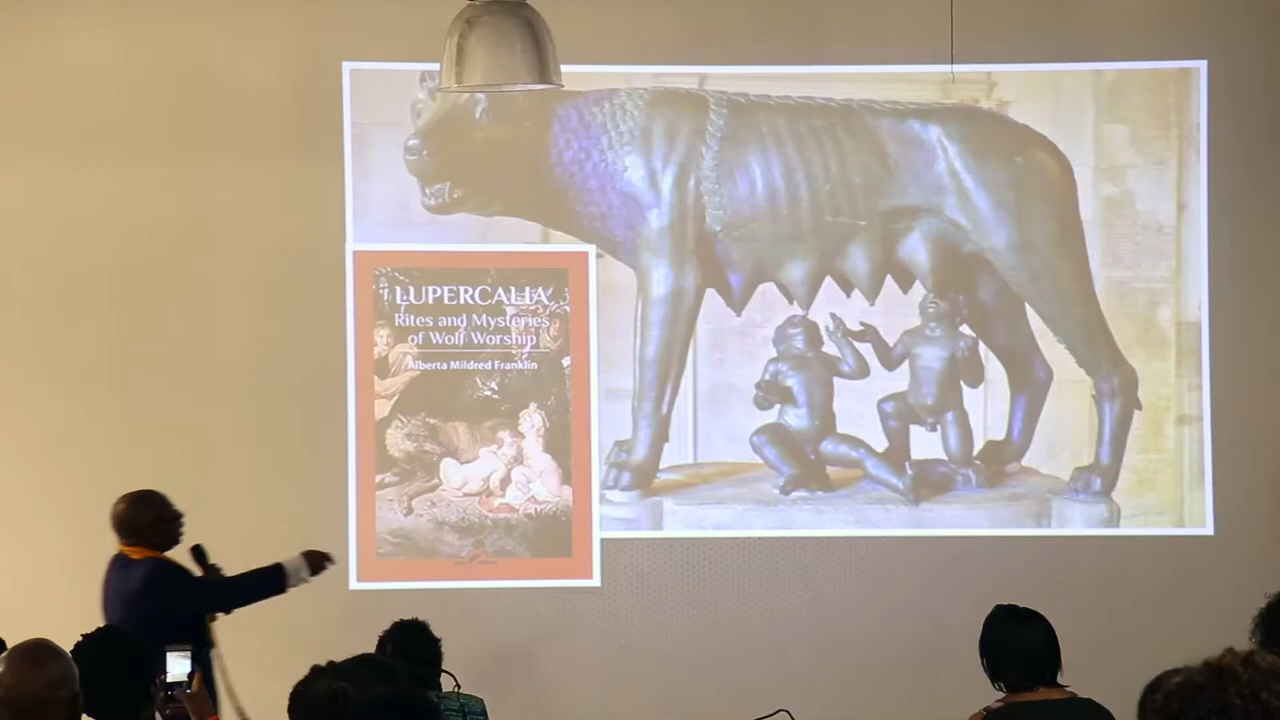 LUPERCALIA
Rites and Mysteries
of Wolf Worship
Alberta Mildred Franklin